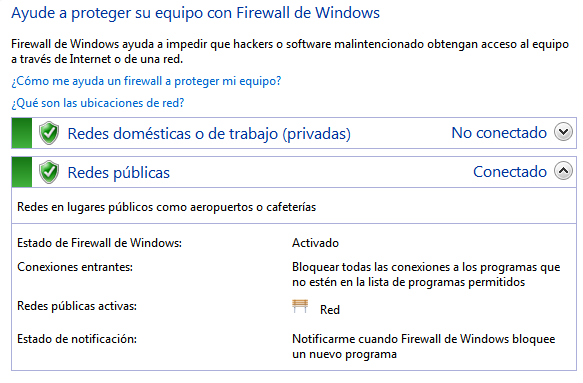 Ayude a proteger su equipo con Firewall de Windows
Firewall de Windows ayuda a impedir que hackers o software malintencionado obtengan acceso al equipo
a través de Internet o de una red.
¿Cómo me ayuda un firewall a proteger mi equipo?
¿Qué son las ubicaciones de red?
Redes domésticas o de trabajo (privadas) No conectado
Redes públicas Conectado
Redes en lugares públicos como aeropuertos o cafeterías
Estado de Firewall de Windows: Activado
Conexiones entrantes: Bloquear todas las conexiones a los programas que
no estén en la lista de programas permitidos
Redes públicas activas: Red
Estado de notificación: Notificarme cuando Firewall de Windows bloquee
un nuevo programa